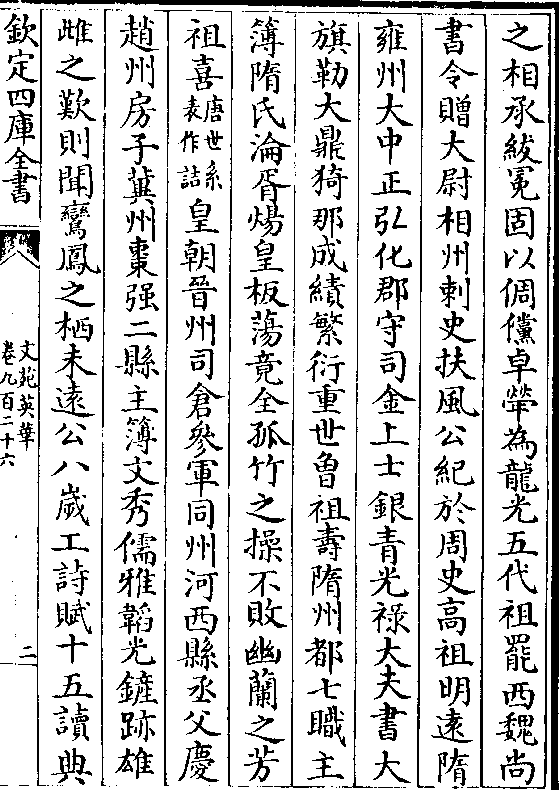 之相承紱冕固以倜儻卓犖為龍光五代祖罷西魏尚
書令贈大尉相州刺史扶風公紀於周史髙祖明逺隋
雍州大中正弘化郡守司金上士銀青光祿大夫書大
旗勒大鼎猗那成績繁衍重世魯祖壽隋州都七職主
簿隋氏淪胥煬皇板蕩竟全孤竹之操不敗幽蘭之芳
祖喜唐世系表作詰皇朝晉州司倉參軍同州河西縣丞父慶
趙州房子冀州棗强二縣主簿文秀儒雅韜光鏟跡雄
雌之歎則聞鸞鳳之栖未逺公八歲工詩賦十五讀典
欽定四庫全書
文苑英華
卷九百二十六
二